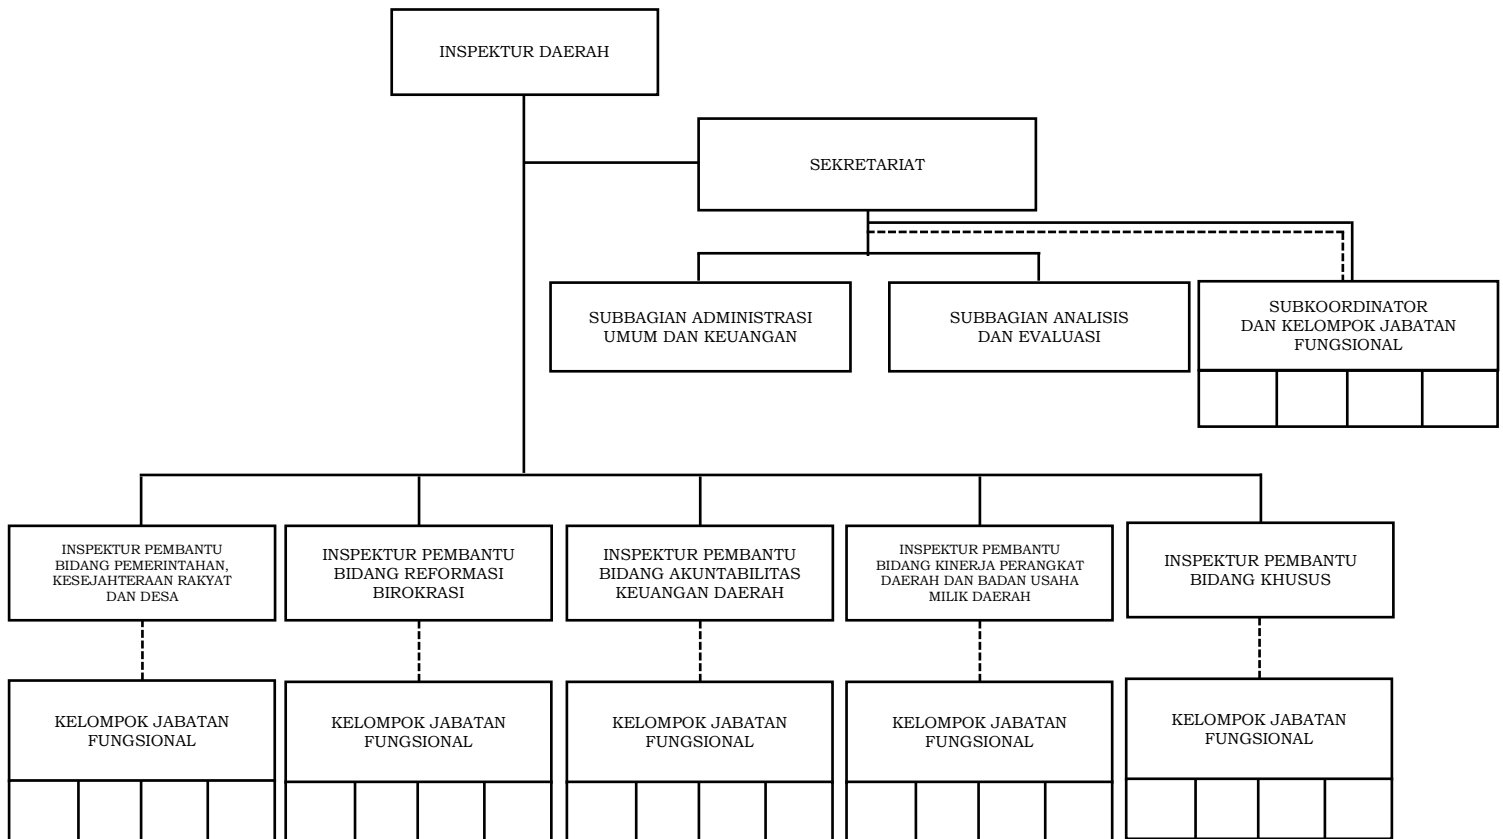 INSPEKTUR DAERAH
SEKRETARIAT
SUBBAGIAN ADMINISTRASI
UMUM DAN KEUANGAN
SUBBAGIAN ANALISIS
DAN EVALUASI
SUBKOORDINATOR
DAN KELOMPOK JABATAN
FUNGSIONAL
INSPEKTUR PEMBANTU
BIDANG PEMERINTAHAN,
KESEJAHTERAAN RAKYAT
DAN DESA
INSPEKTUR PEMBANTU
BIDANG REFORMASI
BIROKRASI
INSPEKTUR PEMBANTU
BIDANG AKUNTABILITAS
KEUANGAN DAERAH
INSPEKTUR PEMBANTU
BIDANG KINERJA PERANGKAT
DAERAH DAN BADAN USAHA
MILIK DAERAH
INSPEKTUR PEMBANTU
BIDANG KHUSUS
KELOMPOK JABATAN
FUNGSIONAL
KELOMPOK JABATAN
FUNGSIONAL
KELOMPOK JABATAN
FUNGSIONAL
KELOMPOK JABATAN
FUNGSIONAL
KELOMPOK JABATAN
FUNGSIONAL